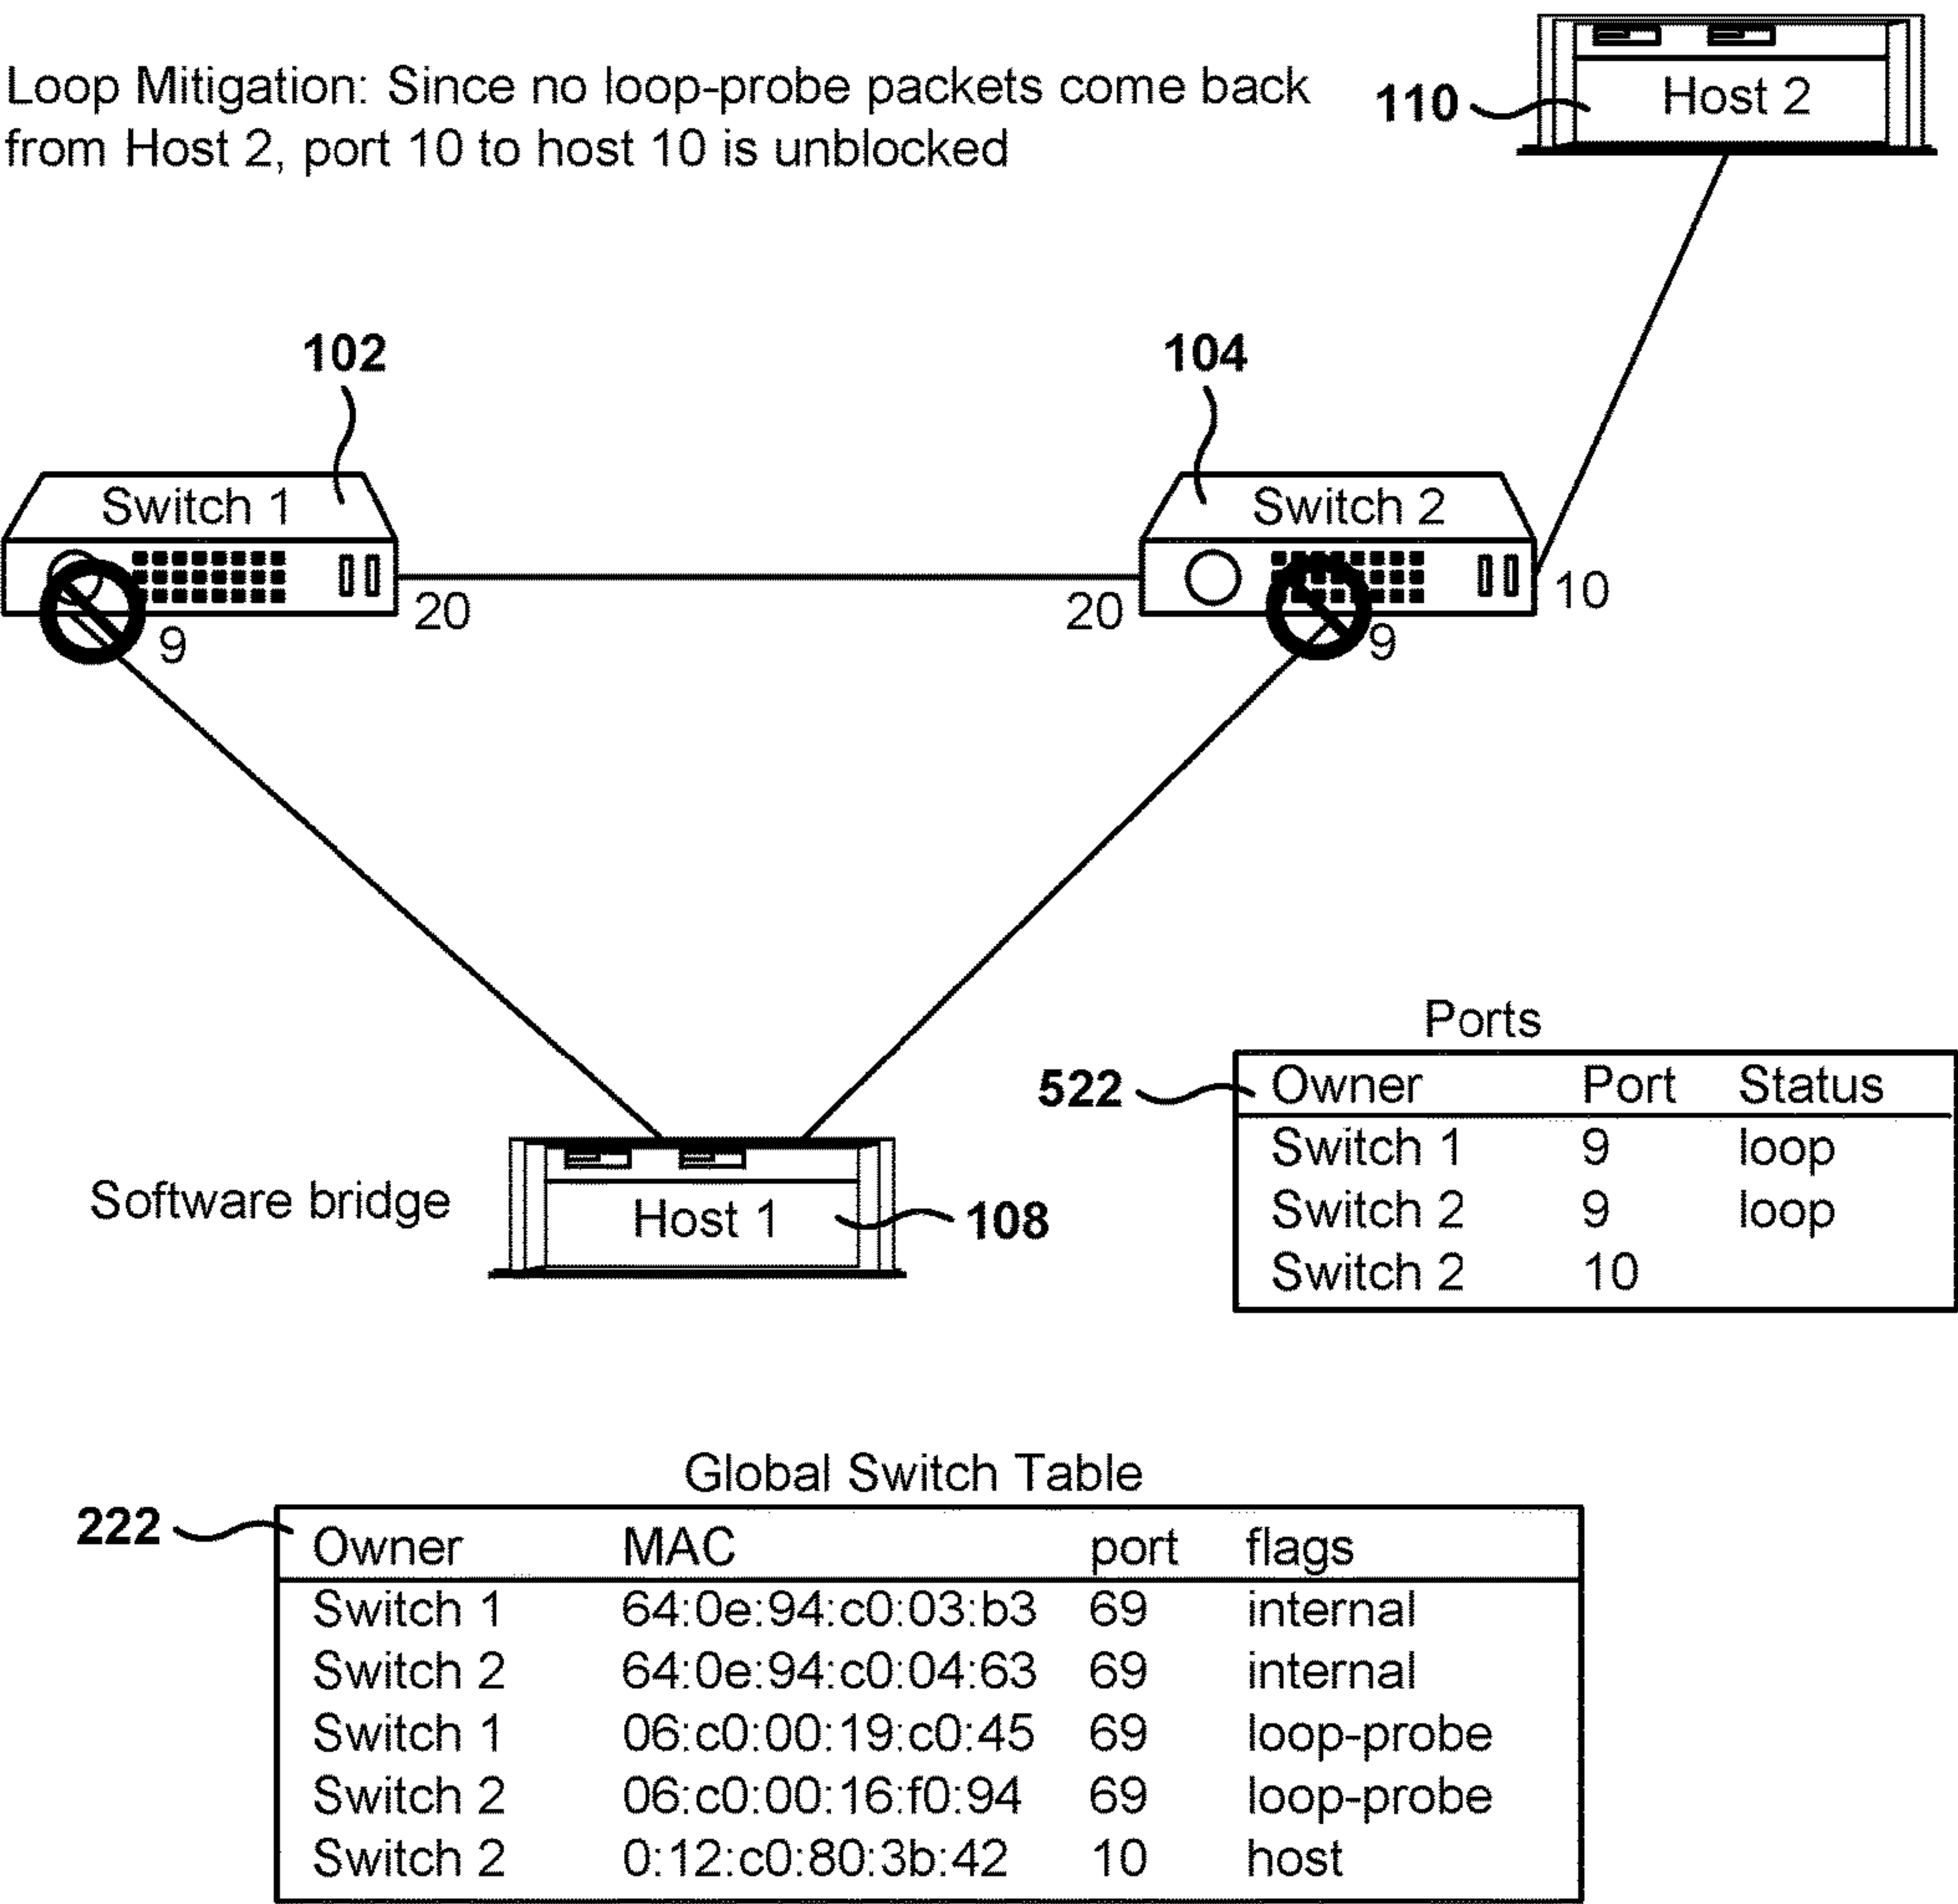 Loop Mitigation: Since no loop-probe packets come back
from Host 2, port 10 to host 10 is unblocked
110
Host 2
102
104
Switch 1
Switch 2
20
20
10
9
9
Ports
522
Owner Port Status
Switch 1 9 loop
Switch 2 9 loop
Switch 2 10
Software bridge
Host 1
108
Global Switch Table
222
Owner MAC port flags
Switch 1 64:0e:94:c0:03:b3 69 internal
Switch 2 64:0e:94:c0:04:63 69 internal
Switch 1 06:c0:00:19:c0:45 69 loop-probe
Switch 2 06:c0:00:16:f0:94 69 loop-probe
Switch 2 0:12:c0:80:3b:42 10 host